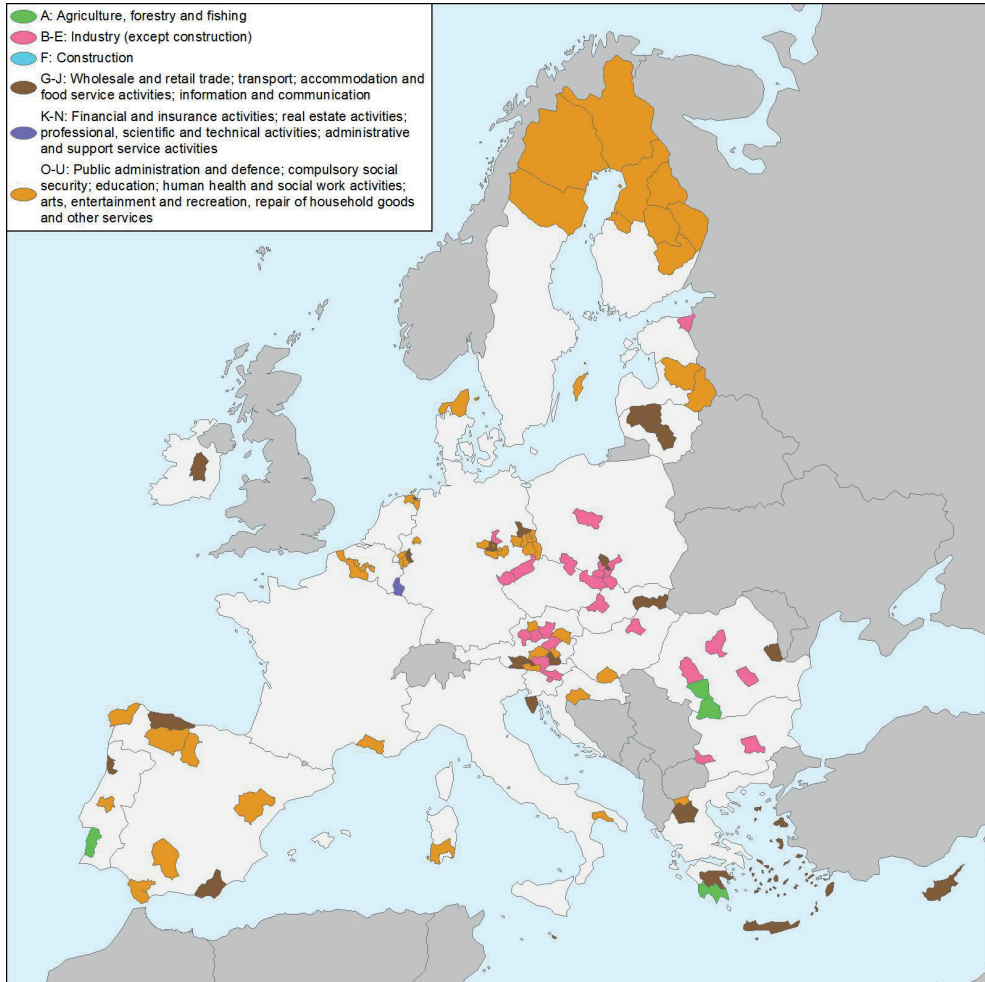 A: Agriculture, forestry and fishing
B-E: Industry (except construction)
F: Construction
G-J: Wholesale and retail trade; transport; accommodation and
food service activities; information and communication
K-N: Financial and insurance activities; real estate activities;
professional, scientific and technical activities; administrative
and support service activities
O-U: Public administration and defence; compulsory social
security; education; human health and social work activities;
arts, entertainment and recreation, repair of household goods
and other services